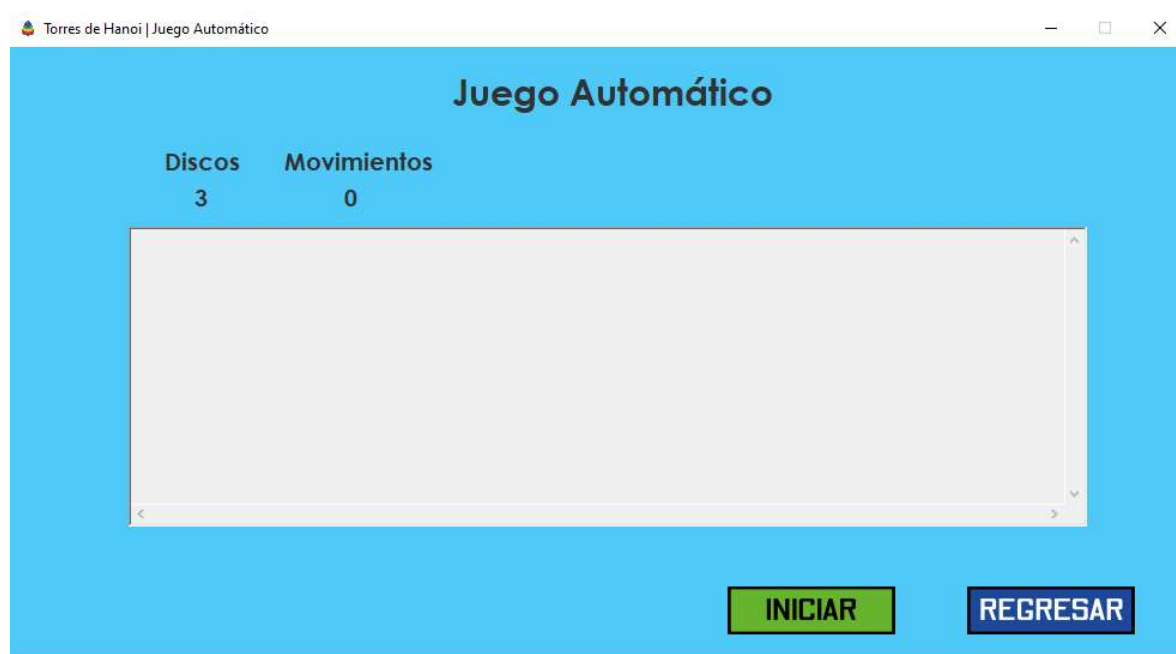 Torres de Hanoi | Juego Automático
Juego Automático
Discos Movimientos
3 0
INICIAR REGRESAR